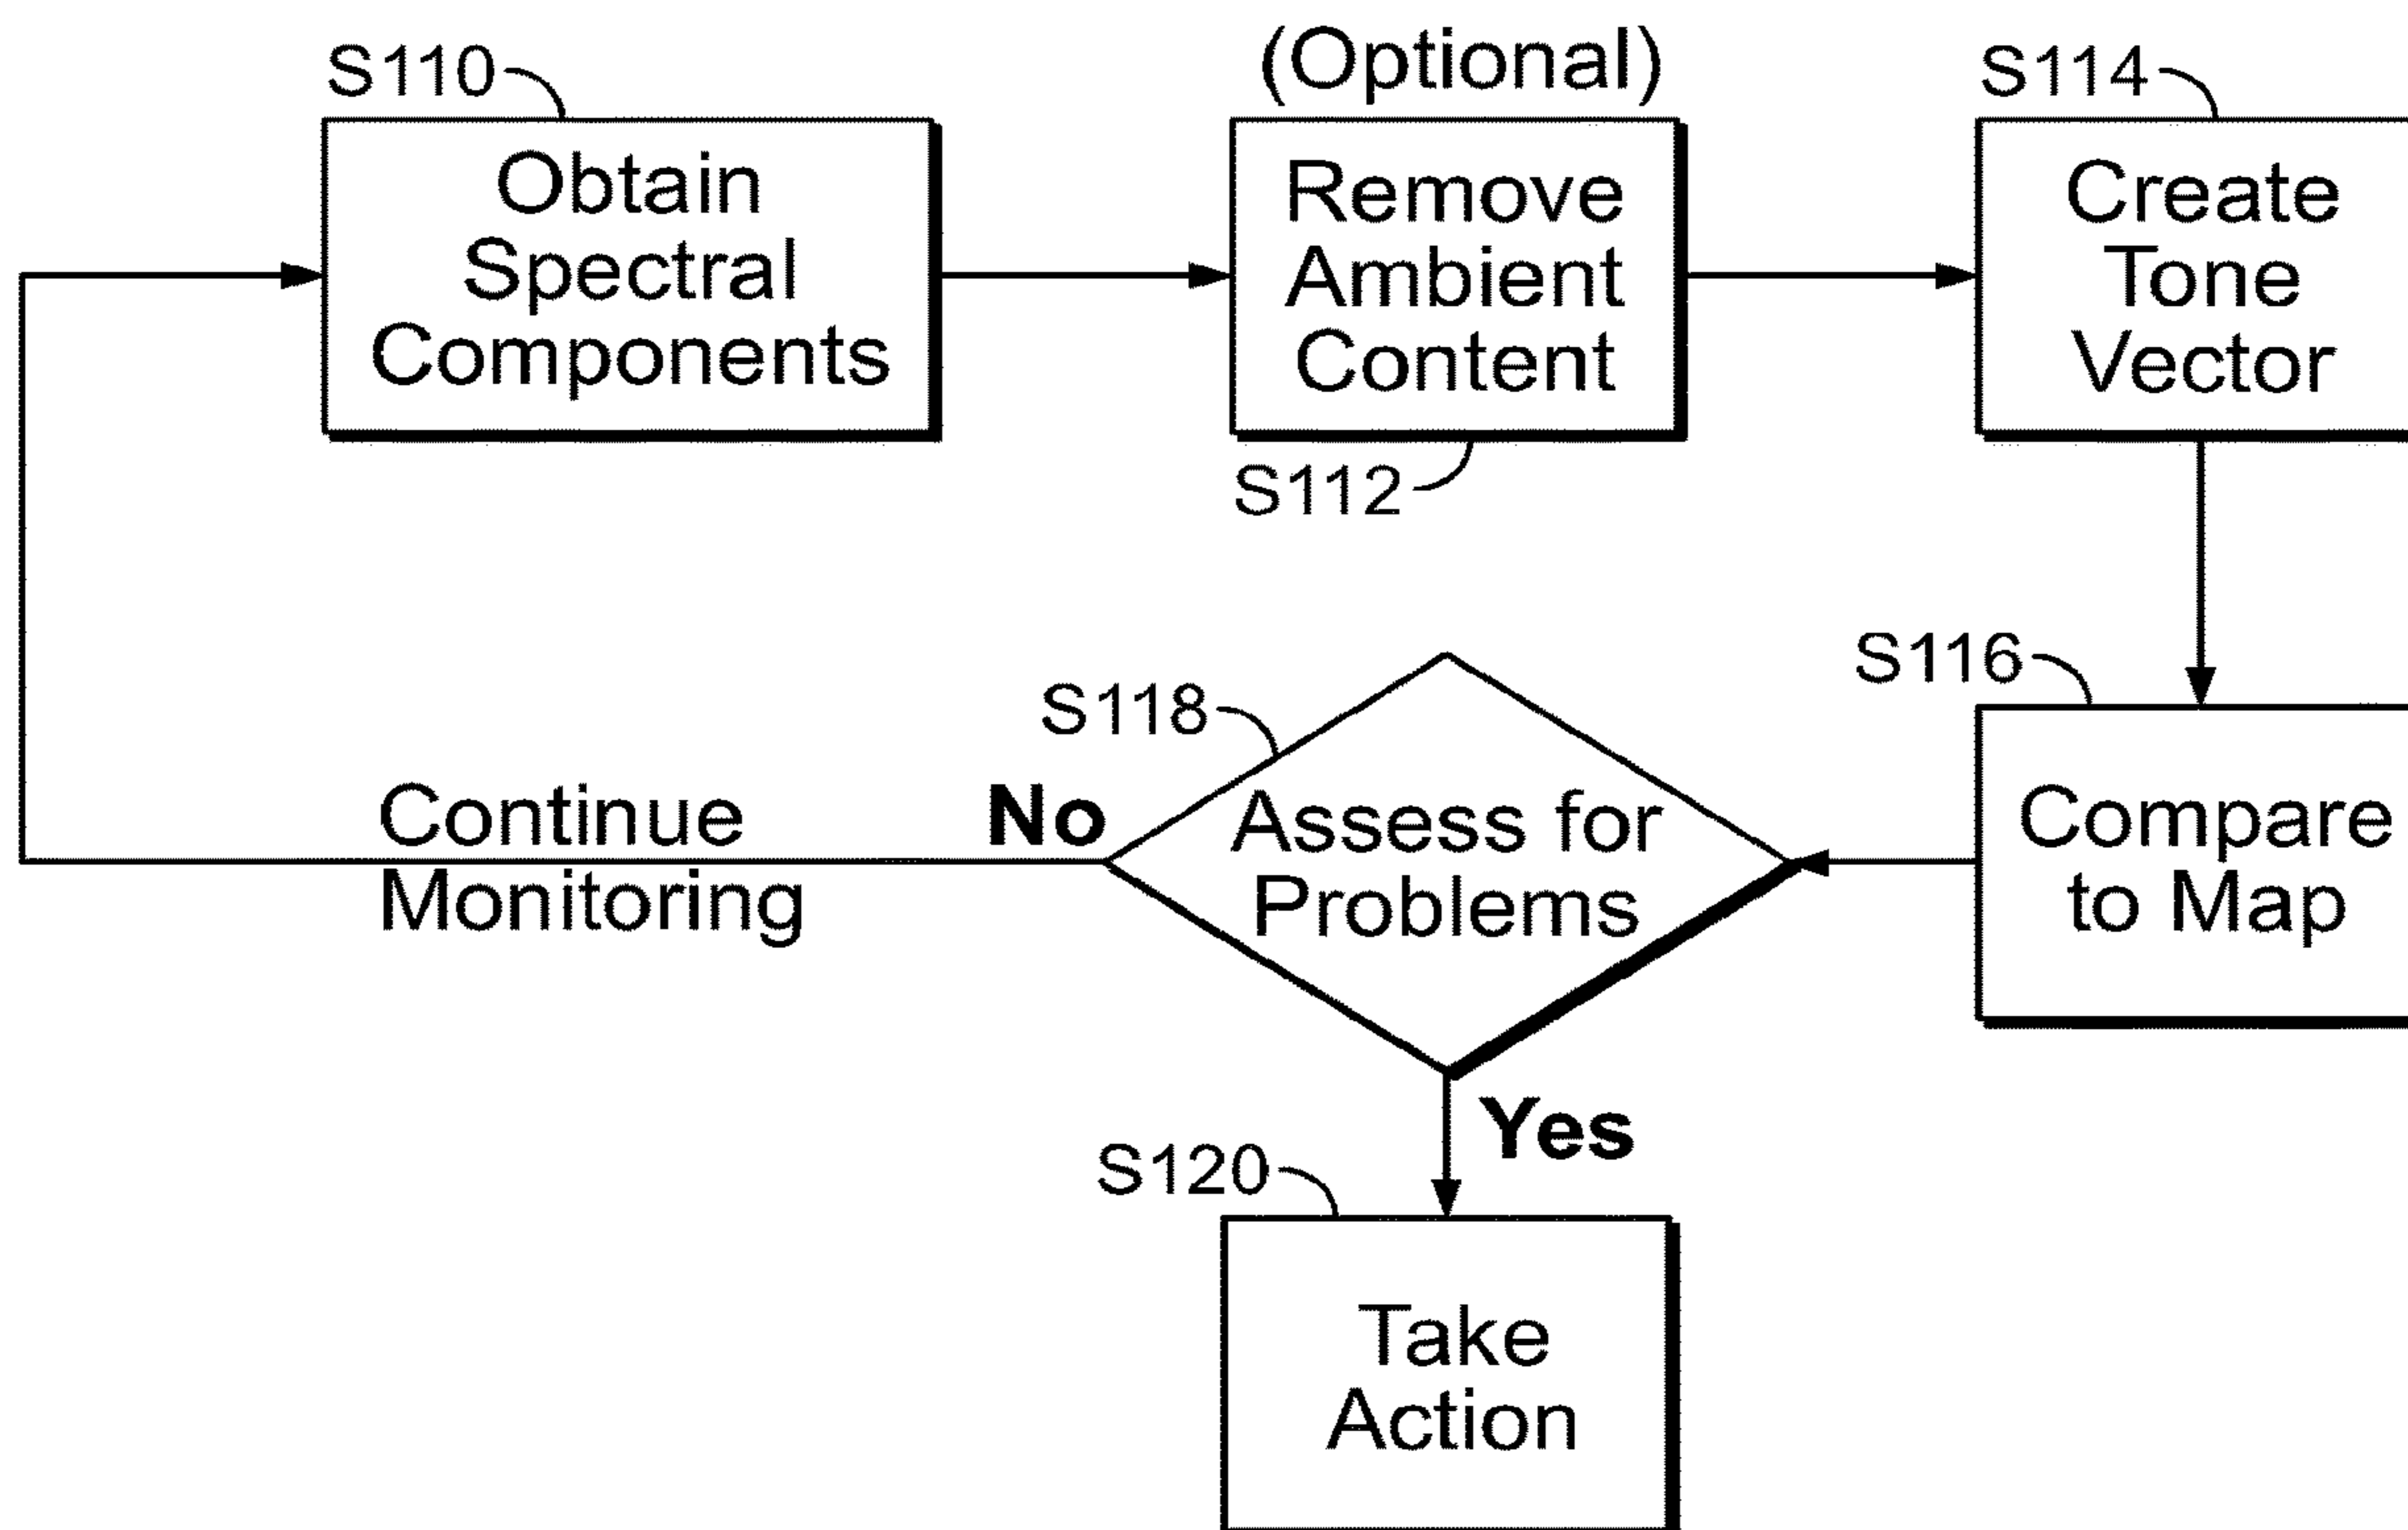 S110
Obtain
Spectral
Components
(Optional)
Remove
Ambient
Content
S112
S114
Create
Tone
Vector
S116
Compare
to Map
S118
Assess for
Problems
No
Continue
Monitoring
Yes
S120
Take
Action